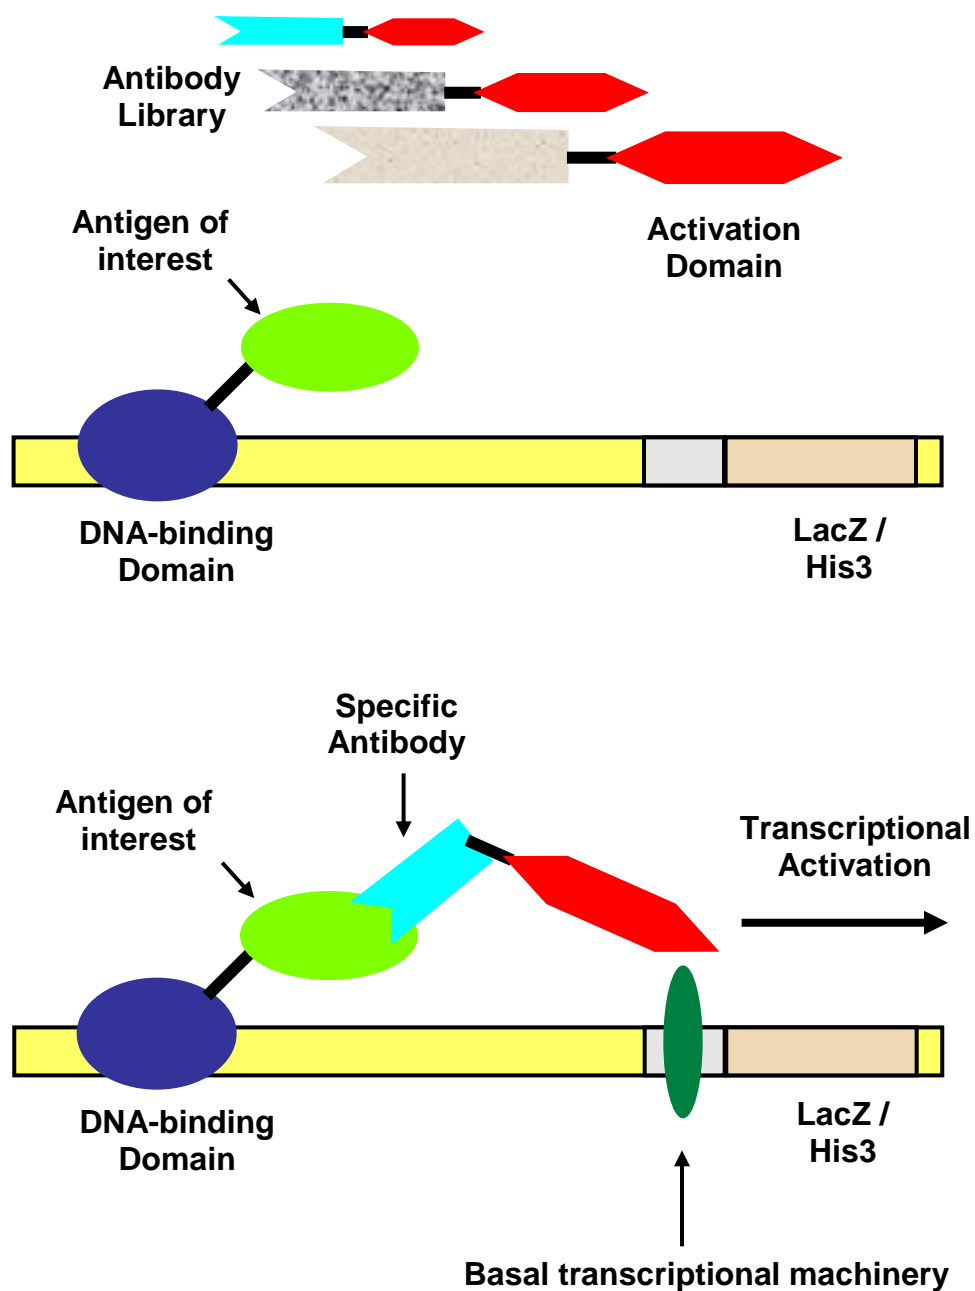 Antibody
Library
Activation
Domain
Antigen of
interest
DNA-binding
Domain
LacZ /
His3
Specific
Antibody
Antigen of
interest
Transcriptional
Activation
DNA-binding
Domain
LacZ /
His3
Basal transcriptional machinery